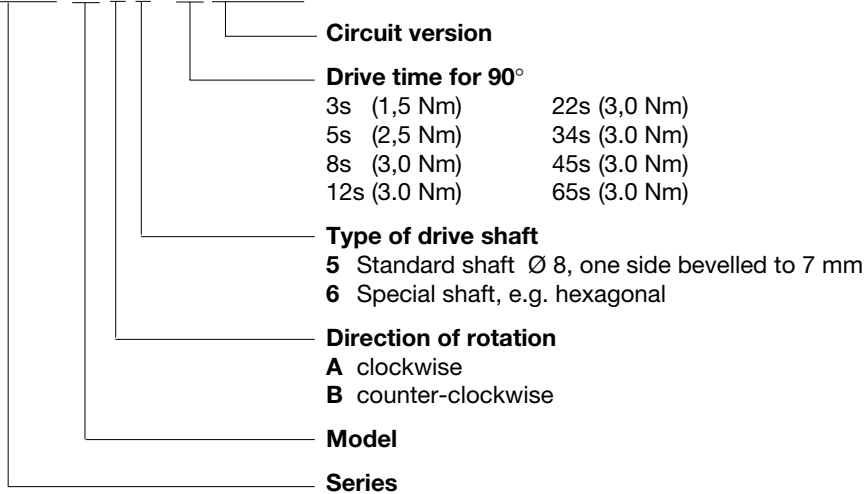 Circuit version
Drive time for 90°
3s (1,5 Nm) 22s (3,0 Nm)
5s (2,5 Nm) 34s (3.0 Nm)
8s (3,0 Nm) 45s (3.0 Nm)
12s (3.0 Nm) 65s (3.0 Nm)
Type of drive shaft
5 Standard shaft Ø 8, one side bevelled to 7 mm
6 Special shaft, e.g. hexagonal
Direction of rotation
A clockwise
B counter-clockwise
Model
Series